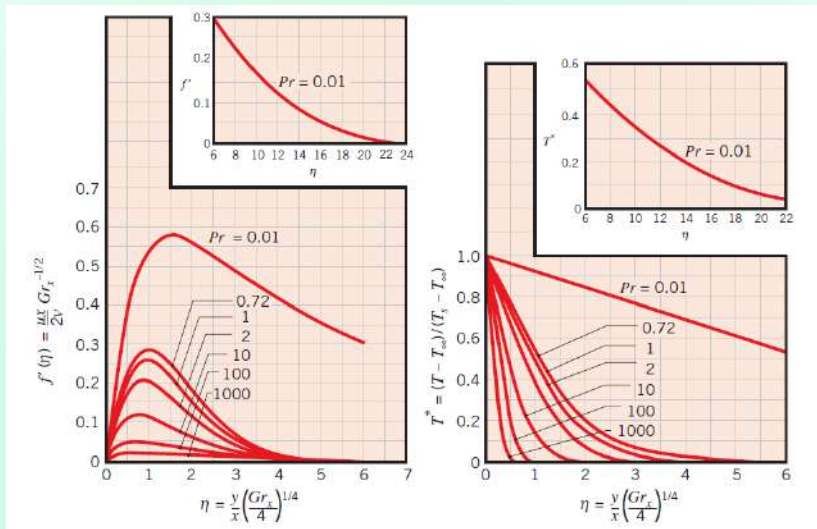 0.3
0.2
0.1
0
f'
Pr = 0.01
6 8 10 12 14 16 18 20 22 24
η
0.7
0.6
0.5
0.4
0.3
0.2
0.1
0
f'(η) = ux/2ν Gr_x^-1/2
Pr = 0.01
0.72
1
2
10
100
1000
0 1 2 3 4 5 6 7
η = y/x (Gr_x/4)^1/4
0.6
0.4
0.2
0
T*
Pr = 0.01
6 8 10 12 14 16 18 20 22
η
1.0
0.8
0.6
0.4
0.2
0
T* = (T − T∞)/(Ts − T∞)
Pr = 0.01
0.72
1
2
10
100
1000
0 1 2 3 4 5 6
η = y/x (Gr_x/4)^1/4